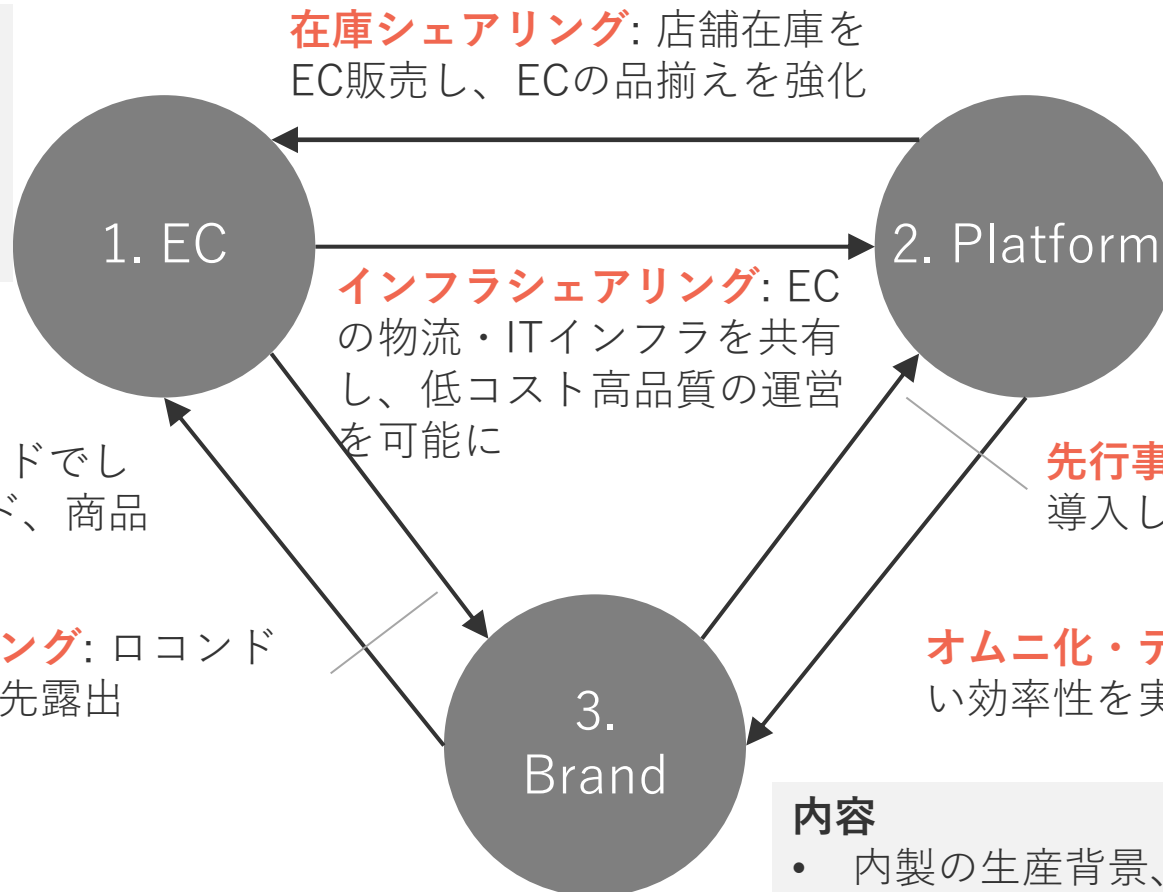 在庫シェアリング: 店舗在庫を
EC販売し、ECの品揃えを強化
1. EC
2. Platform
インフラシェアリング: EC
の物流・ITインフラを共有
し、低コスト高品質の運営
を可能に
ドでし
ド、商品
先行事
導入し
ング: ロコンド
先露出
オムニ化・デ
い効率性を実
3.
Brand
内容
• 内製の生産背景、